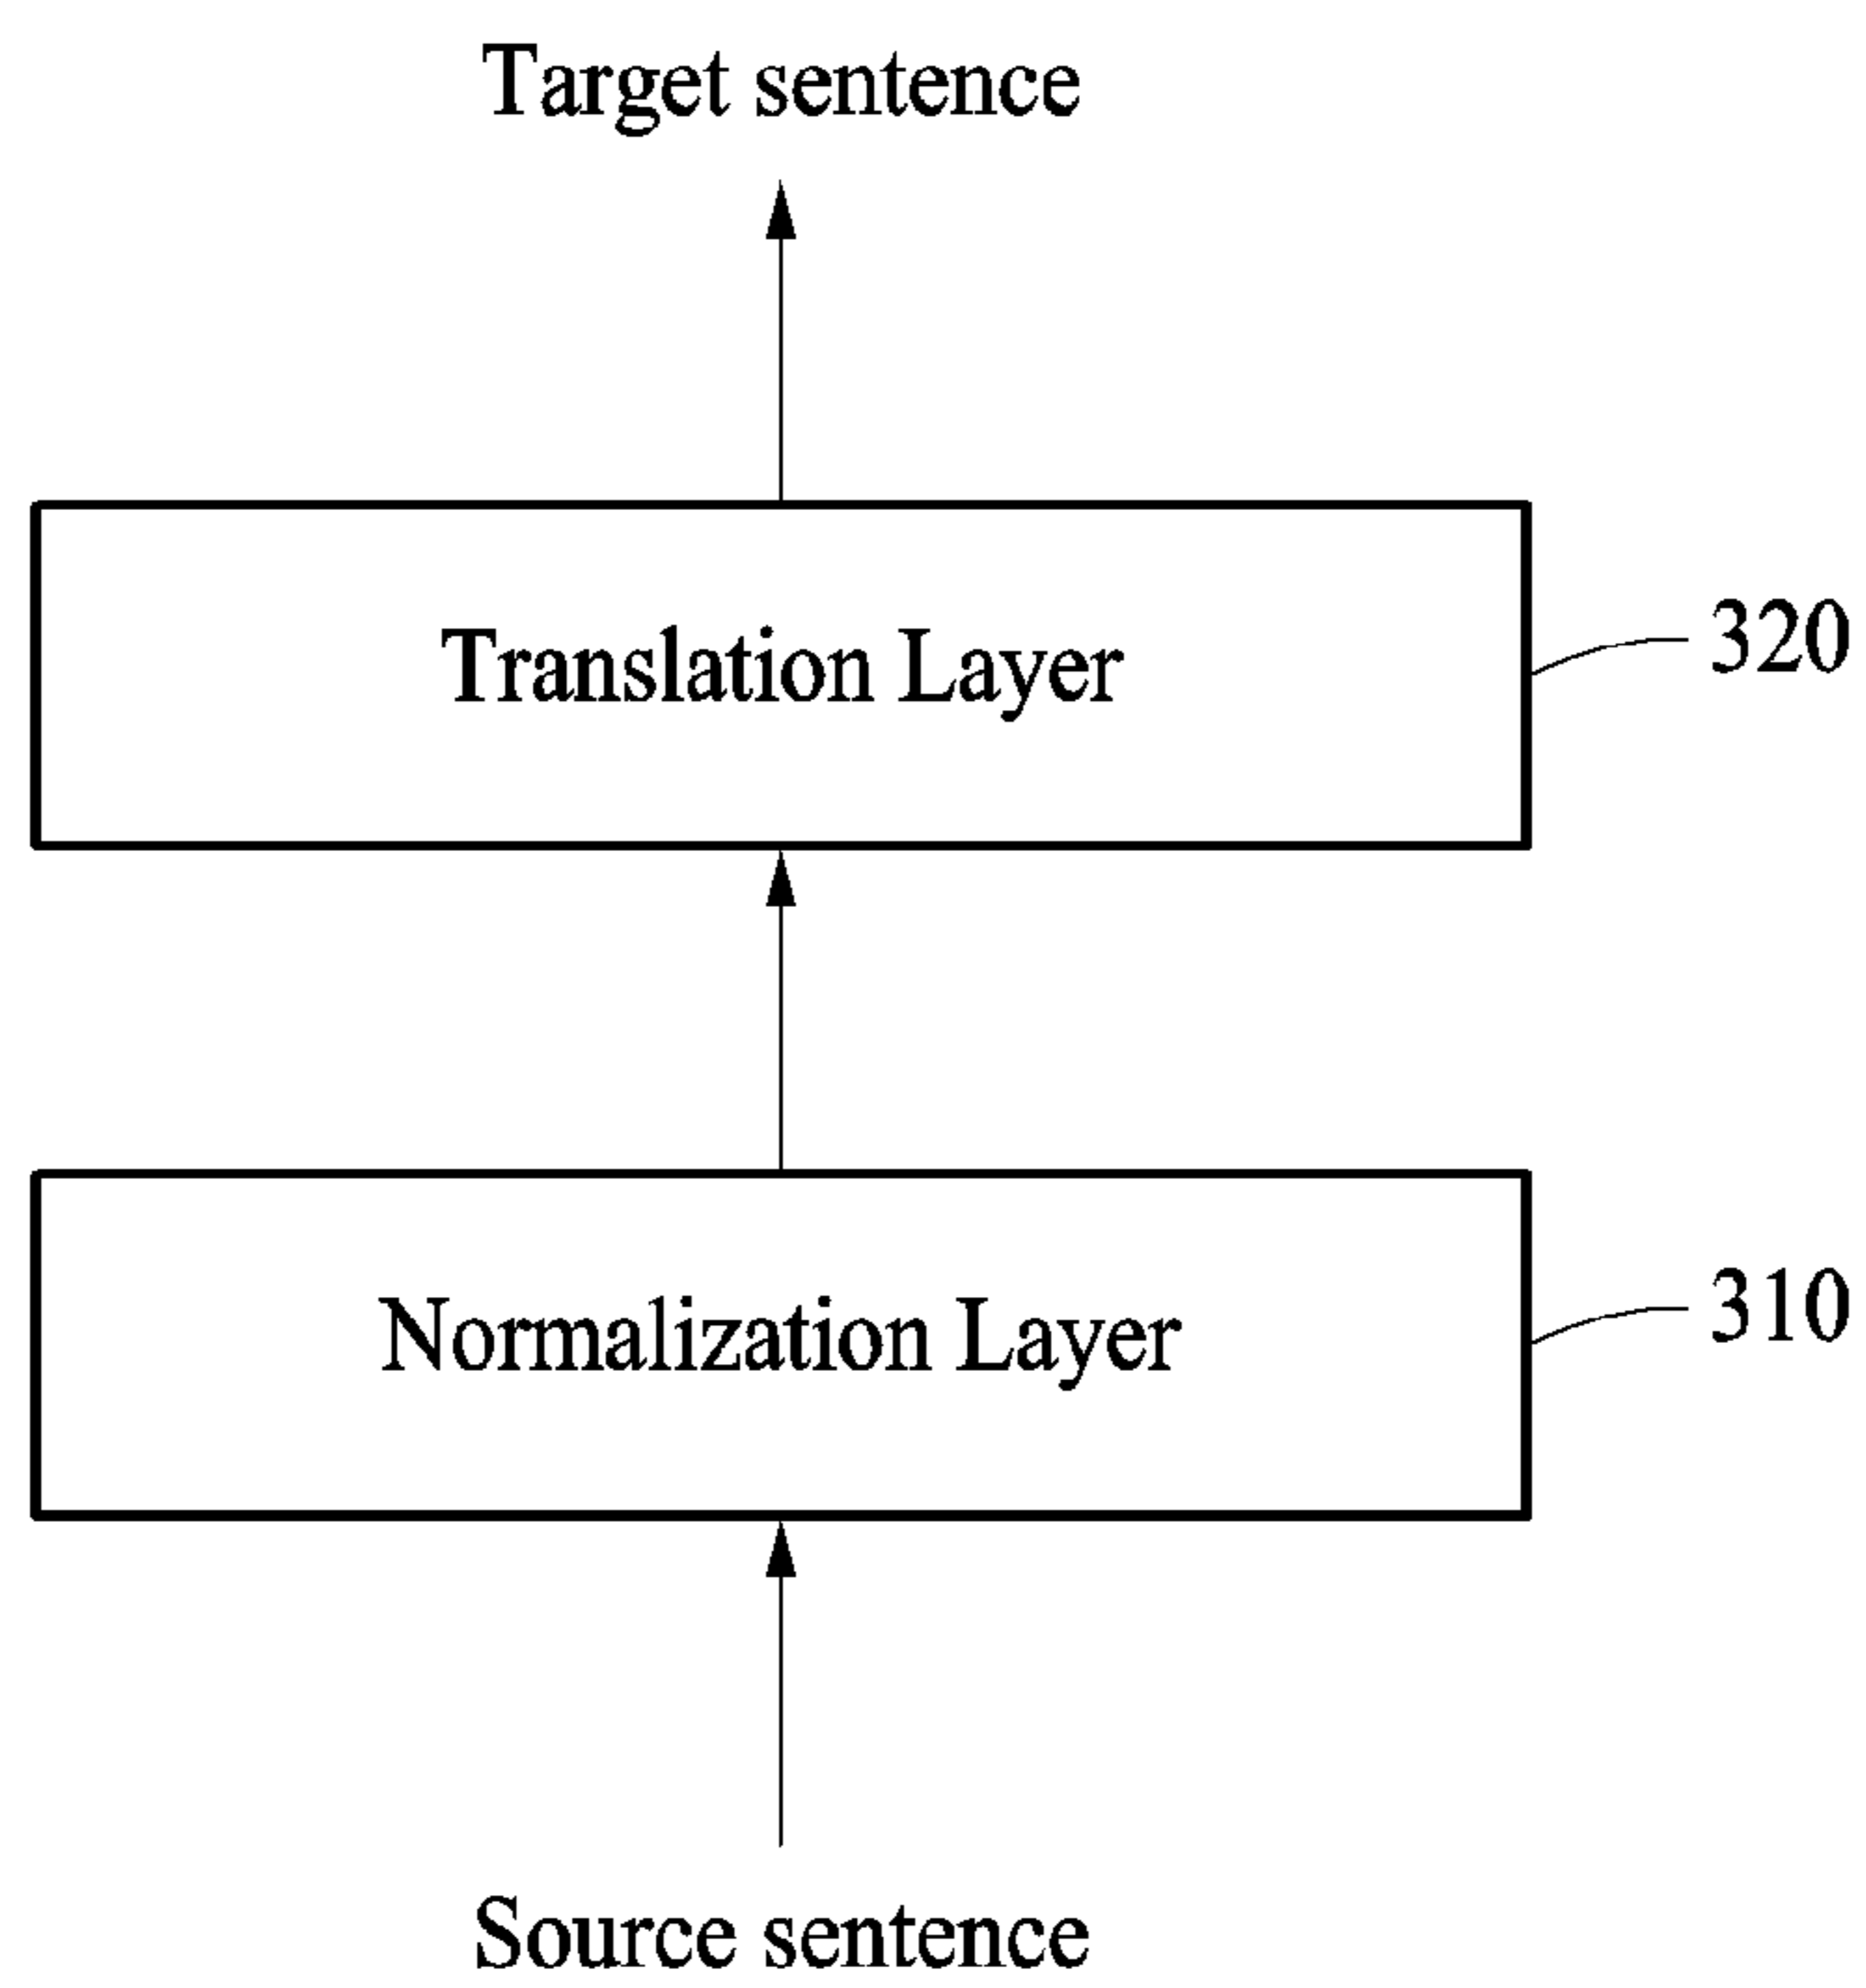 Target sentence
Translation Layer
320
Normalization Layer
310
Source sentence